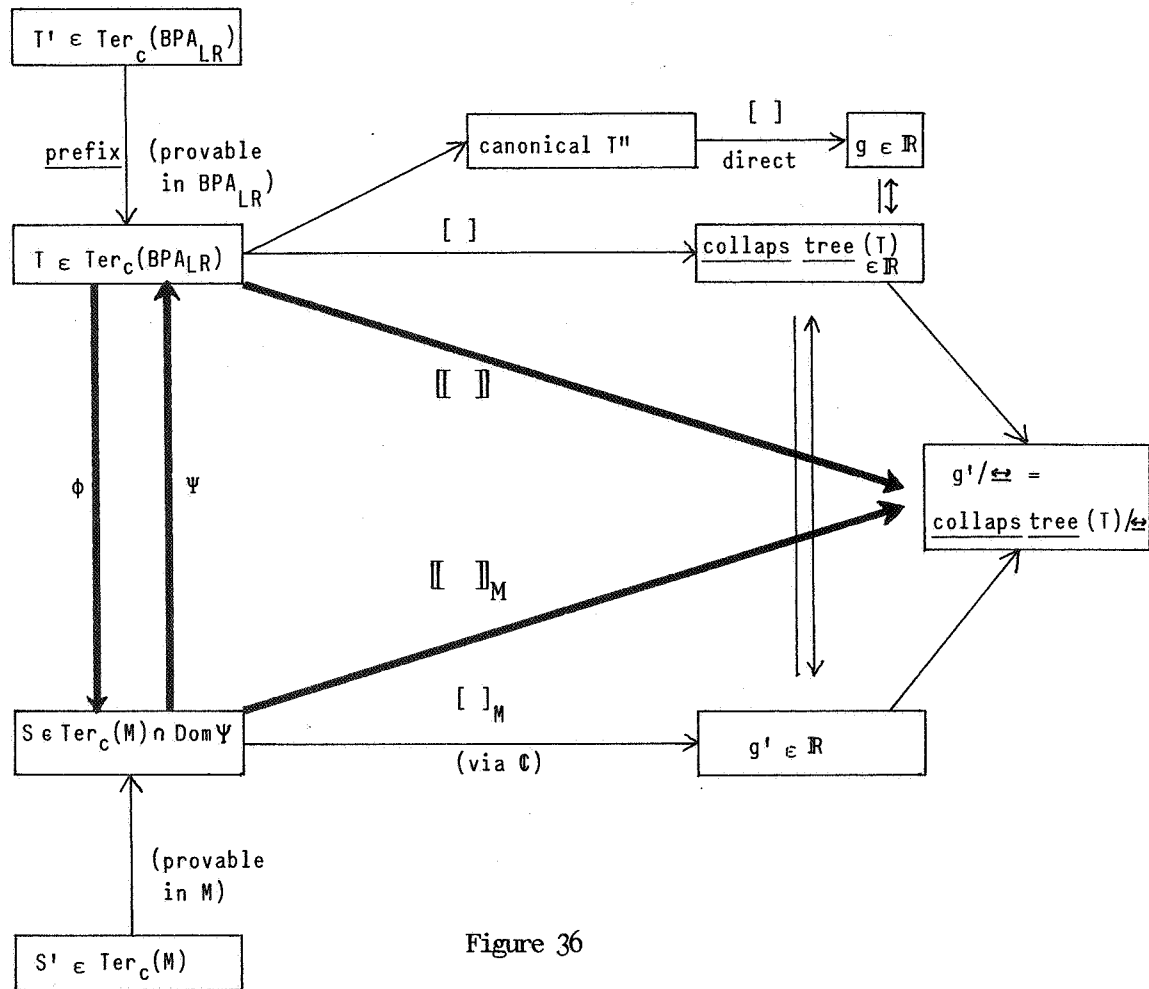 T' ε Ter_c(BPA_LR)
prefix (provable
in BPA_LR)
[ ]
canonical T"
direct
g ε ℝ
T ε Ter_c(BPA_LR)
[ ]
collaps tree (T)
ε ℝ
⟦ ⟧
ϕ
Ψ
g'/↔ =
collaps tree (T)/↔
⟦ ⟧_M
[ ]_M
S ε Ter_c(M) ∩ Dom Ψ
(via ℂ)
g' ε ℝ
(provable
in M)
S' ε Ter_c(M)
Figure 36